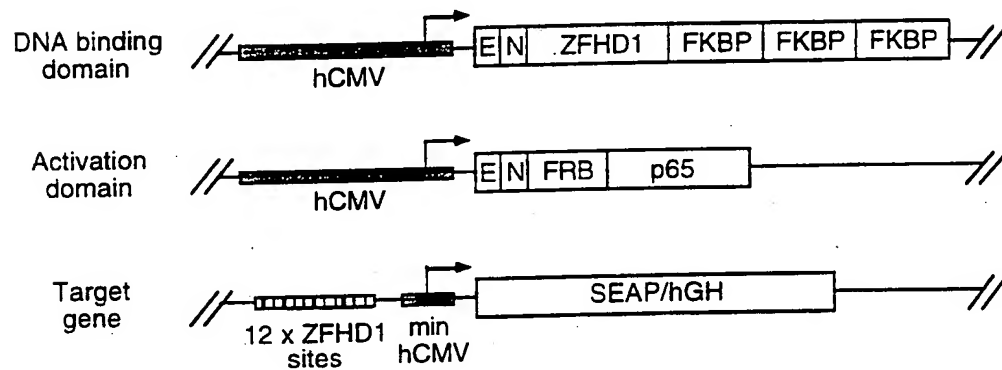 DNA binding
domain
hCMV
E N ZFHD1 FKBP FKBP FKBP
Activation
domain
hCMV
E N FRB p65
Target
gene
12 x ZFHD1
sites
min
hCMV
SEAP/hGH